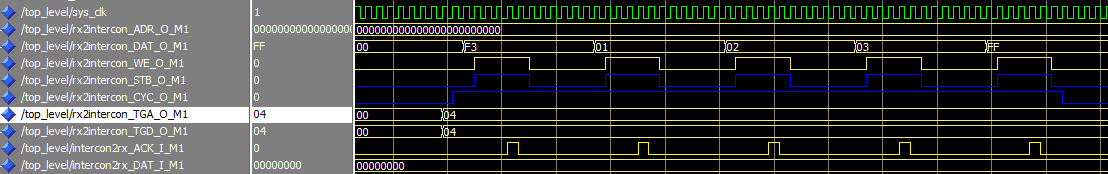 /top_level/sys_clk 1
/top_level/rx2intercon_ADR_O_M1 0000000000000000 000000000000000000000000
/top_level/rx2intercon_DAT_O_M1 FF 00 F3 01 02 03 FF
/top_level/rx2intercon_WE_O_M1 0
/top_level/rx2intercon_STB_O_M1 0
/top_level/rx2intercon_CYC_O_M1 0
/top_level/rx2intercon_TGA_O_M1 04 00 04
/top_level/rx2intercon_TGD_O_M1 04 00 04
/top_level/intercon2rx_ACK_I_M1 0
/top_level/intercon2rx_DAT_I_M1 00000000 00000000